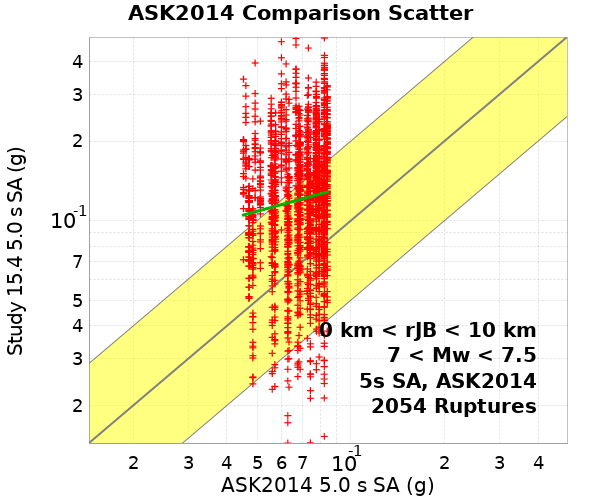 ASK2014 Comparison Scatter
Study 15.4 5.0 s SA (g)
4
3
2
10^-1
7
5
4
3
2
0 km < rJB < 10 km
7 < Mw < 7.5
5s SA, ASK2014
2054 Ruptures
2 3 4 5 6 7 10^-1 2 3 4
ASK2014 5.0 s SA (g)